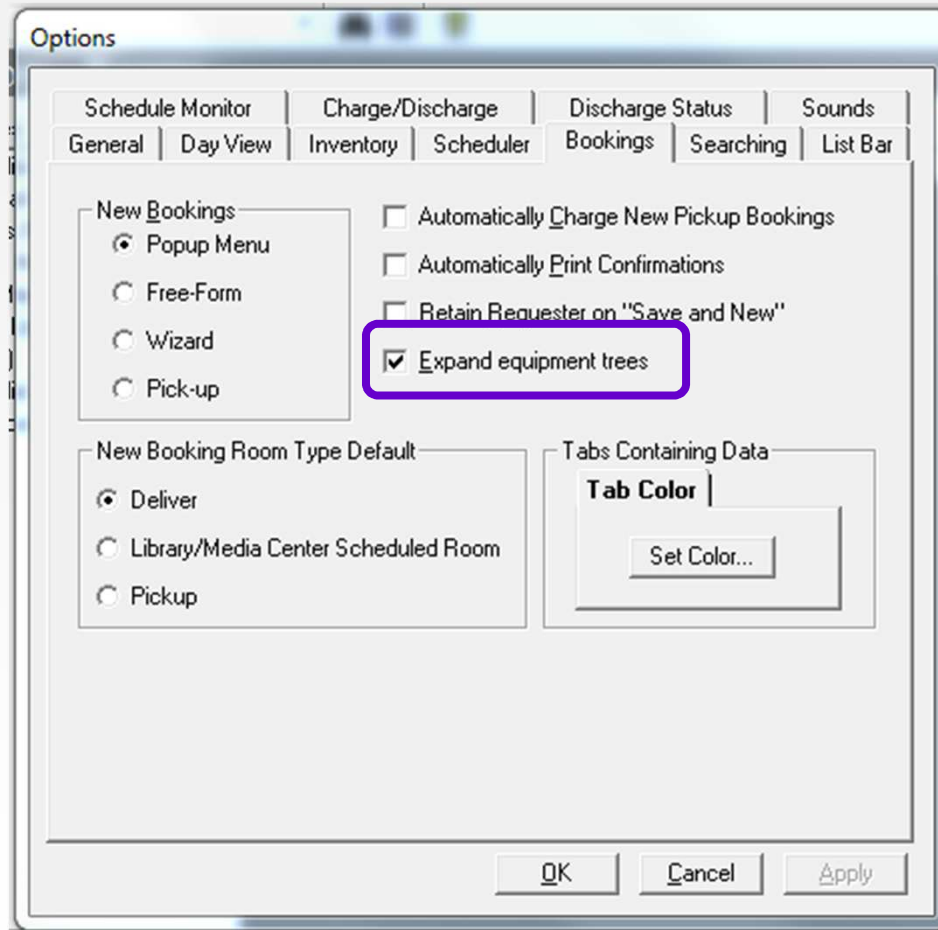 Options
Schedule Monitor
Charge/Discharge
Discharge Status
Sounds
General
Day View
Inventory
Scheduler
Bookings
Searching
List Bar
New Bookings
Popup Menu
Free-Form
Wizard
Pick-up
Automatically Charge New Pickup Bookings
Automatically Print Confirmations
Retain Requester on "Save and New"
Expand equipment trees
New Booking Room Type Default
Deliver
Library/Media Center Scheduled Room
Pickup
Tabs Containing Data
Tab Color
Set Color...
OK
Cancel
Apply